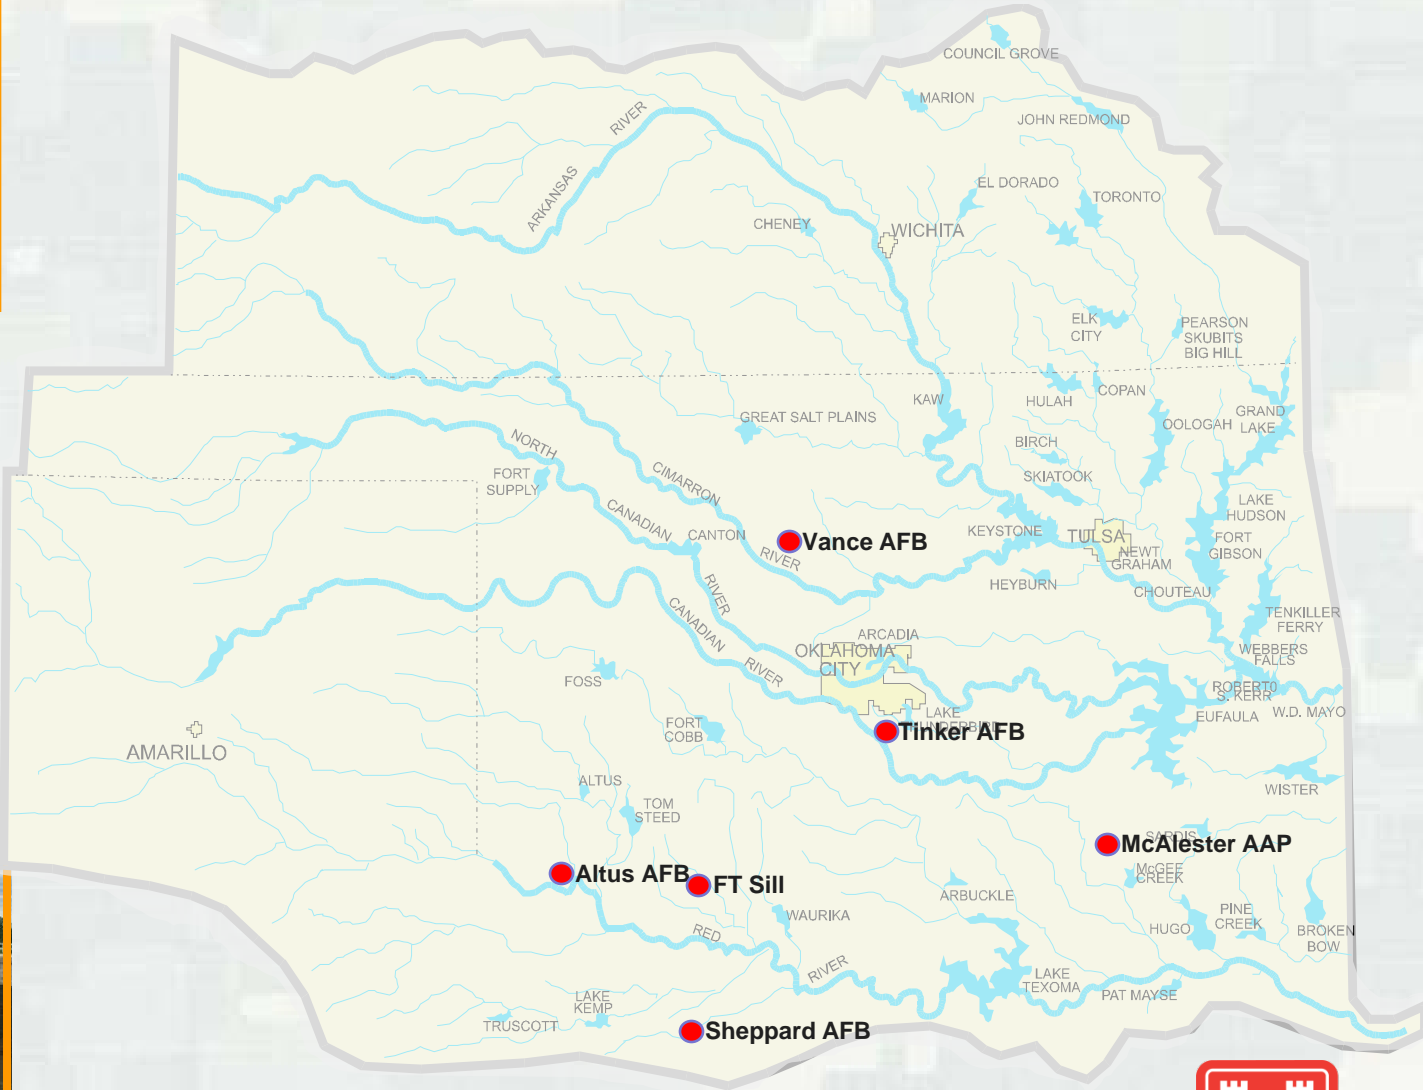 COUNCIL GROVE
MARION
JOHN REDMOND
RIVER
ARKANSAS
EL DORADO
TORONTO
CHENEY
WICHITA
ELK
CITY
PEARSON
SKUBITS
BIG HILL
KAW
HULAH
COPAN
GREAT SALT PLAINS
OOLOGAH
GRAND
LAKE
NORTH
BIRCH
CIMARRON
FORT
SUPPLY
SKIATOOK
LAKE
HUDSON
CANADIAN
CANTON
KEYSTONE
TULSA
FORT
GIBSON
Vance AFB
RIVER
NEWT
GRAHAM
HEYBURN
CHOUTEAU
RIVER
CANADIAN
TENKILLER
FERRY
ARCADIA
OKLAHOMA
CITY
WEBBERS
FALLS
RIVER
FOSS
ROBERT0
S. KERR
EUFAULA
W.D. MAYO
FORT
COBB
LAKE
THUNDERBIRD
Tinker AFB
AMARILLO
ALTUS
TOM
STEED
WISTER
SARDIS
McAlester AAP
McGEE
CREEK
Altus AFB
FT Sill
ARBUCKLE
WAURIKA
HUGO
PINE
CREEK
BROKEN
BOW
RED
RIVER
LAKE
TEXOMA
PAT MAYSE
LAKE
KEMP
TRUSCOTT
Sheppard AFB